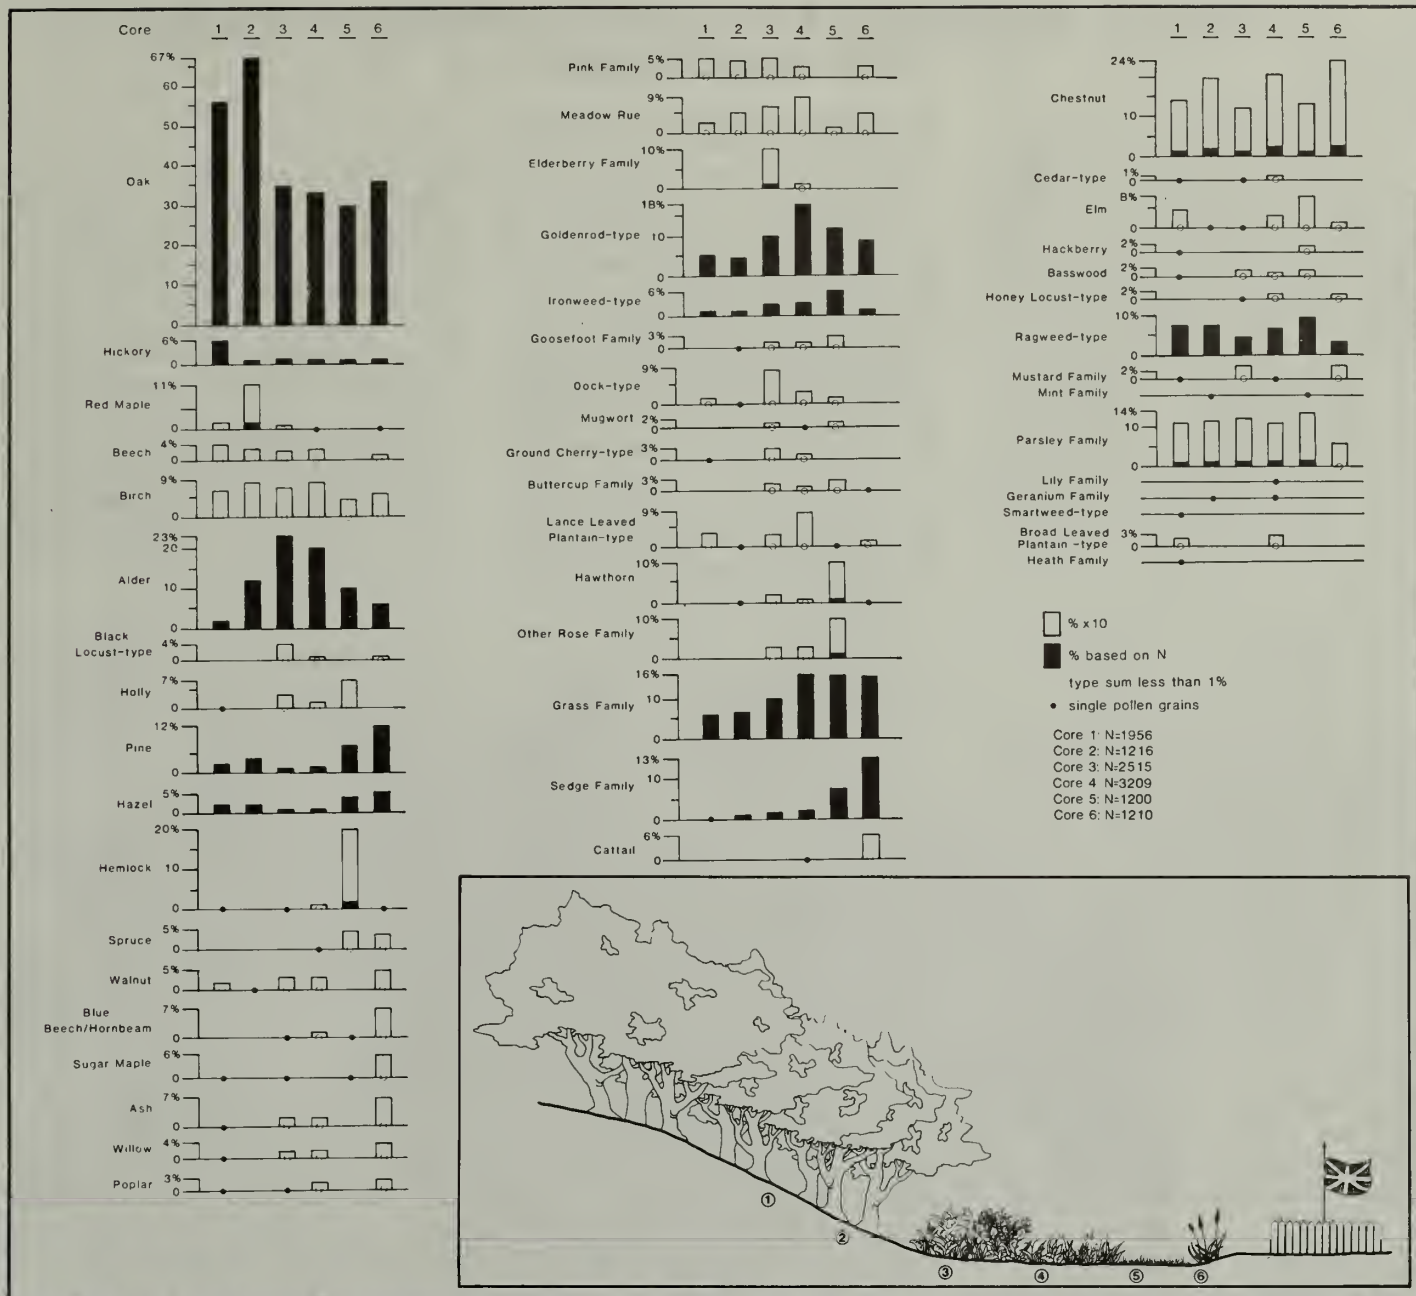 Core 1 2 3 4 5 6
67%
60
50
40
Oak
30
20
10
0
6%
Hickory
0
11%
Red Maple
0
Beech 4%
0
9%
Birch
0
23%
20
Alder
10
0
Black
Locust-type 4%
0
7%
Holly
0
12%
Pine
0
5%
Hazel
0
20%
Hemlock 10
0
5%
Spruce
0
5%
Walnut
0
Blue 7%
Beech/Hornbeam
0
6%
Sugar Maple
0
7%
Ash
0
Willow 4%
0
Poplar 3%
0
1 2 3 4 5 6
Pink Family 5%
0
9%
Meadow Rue
0
Elderberry Family 10%
0
18%
Goldenrod-type 10
0
Ironweed-type 6%
0
Goosefoot Family 3%
0
9%
Dock-type
0
Mugwort 2%
0
Ground Cherry-type 3%
0
Buttercup Family 3%
0
9%
Lance Leaved
Plantain-type
0
10%
Hawthorn
0
10%
Other Rose Family
0
16%
Grass Family 10
0
13%
Sedge Family 10
0
6%
Cattail
0
1 2 3 4 5 6
24%
Chestnut
10
0
Cedar-type 1%
0
8%
Elm
0
Hackberry 2%
0
Basswood 2%
0
Honey Locust-type 2%
0
10%
Ragweed-type
0
Mustard Family 2%
0
Mint Family
14%
Parsley Family 10
0
Lily Family
Geranium Family
Smartweed-type
Broad Leaved 3%
Plantain -type 0
Heath Family
% x 10
% based on N
type sum less than 1%
• single pollen grains
Core 1: N=1956
Core 2: N=1216
Core 3: N=2515
Core 4 N=3209
Core 5: N=1200
Core 6: N=1210
①
②
③ ④ ⑤ ⑥